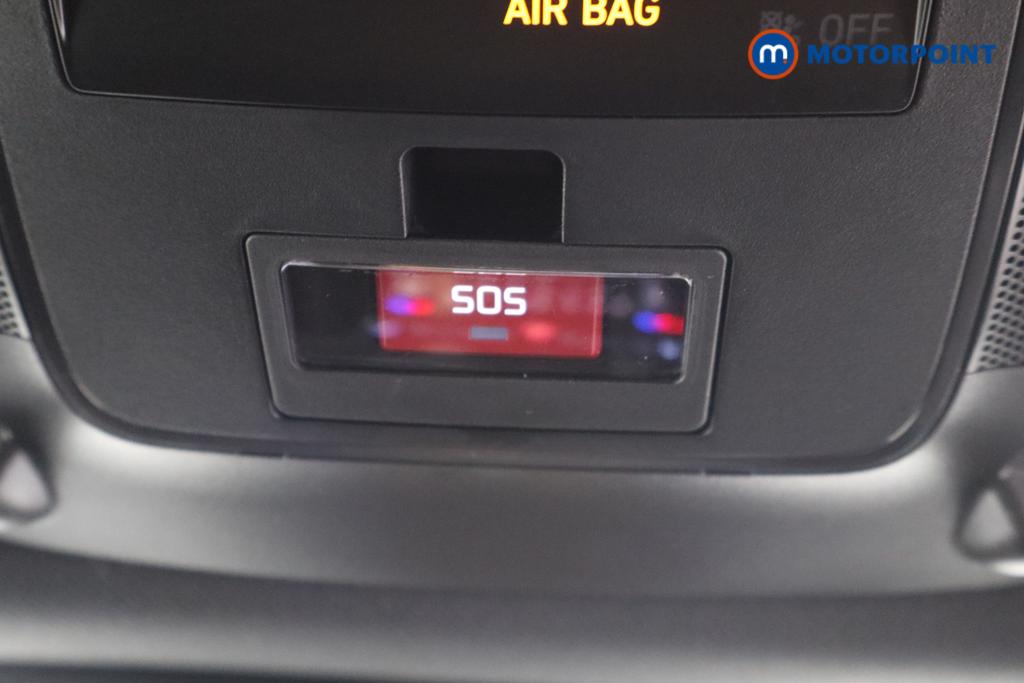 AIR BAG
OFF
m.
MOTORPOINT
SOS